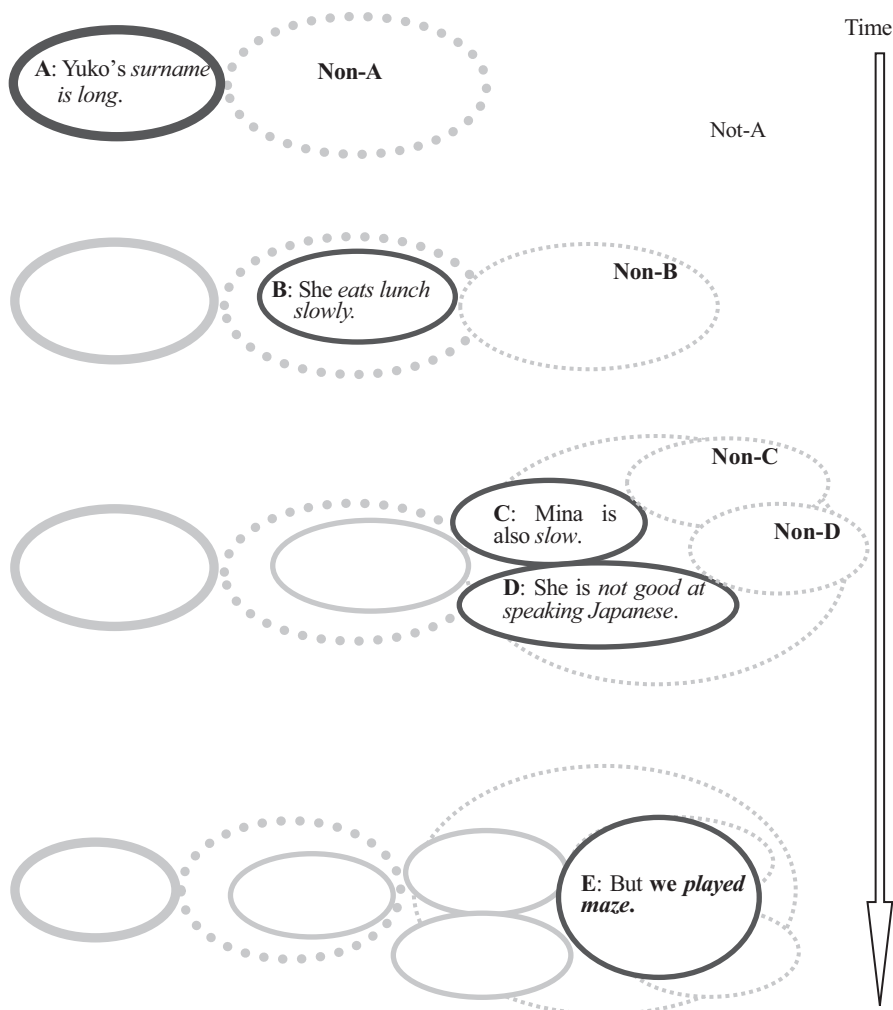 Time
A: Yuko's surname
is long.
Non-A
Not-A
B: She eats lunch
slowly.
Non-B
Non-C
C: Mina is
also slow.
Non-D
D: She is not good at
speaking Japanese.
E: But we played
maze.